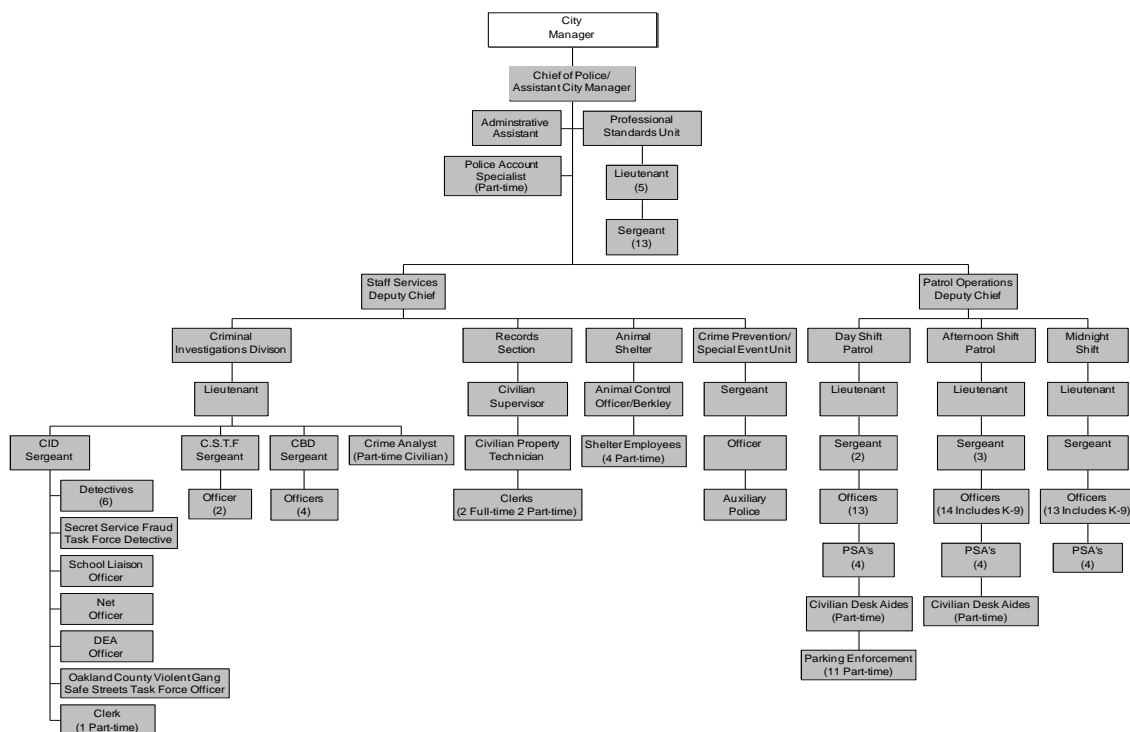 City
Manager
Chief of Police/
Assistant City Manager
Adminstrative
Assistant
Professional
Standards Unit
Police Account
Specialist
(Part-time)
Lieutenant
(5)
Sergeant
(13)
Staff Services
Deputy Chief
Patrol Operations
Deputy Chief
Criminal
Investigations Divison
Records
Section
Animal
Shelter
Crime Prevention/
Special Event Unit
Day Shift
Patrol
Afternoon Shift
Patrol
Midnight
Shift
Lieutenant
Civilian
Supervisor
Animal Control
Officer/Berkley
Sergeant
Lieutenant
Lieutenant
Lieutenant
CID
Sergeant
C.S.T.F
Sergeant
CBD
Sergeant
Crime Analyst
(Part-time Civilian)
Civilian Property
Technician
Shelter Employees
(4 Part-time)
Officer
Sergeant
(2)
Sergeant
(3)
Sergeant
Detectives
(6)
Officer
(2)
Officers
(4)
Clerks
(2 Full-time 2 Part-time)
Auxiliary
Police
Officers
(13)
Officers
(14 Includes K-9)
Officers
(13 Includes K-9)
Secret Service Fraud
Task Force Detective
PSA's
(4)
PSA's
(4)
PSA's
(4)
School Liaison
Officer
Net
Officer
Civilian Desk Aides
(Part-time)
Civilian Desk Aides
(Part-time)
DEA
Officer
Parking Enforcement
(11 Part-time)
Oakland County Violent Gang
Safe Streets Task Force Officer
Clerk
(1 Part-time)